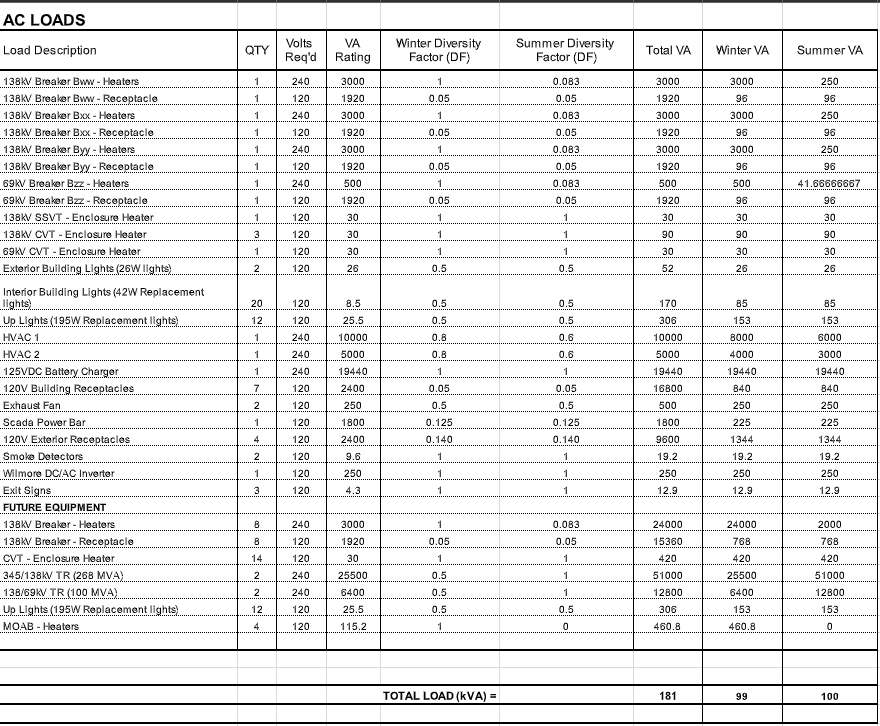 AC LOADS
Load Description QTY Volts Req'd VA Rating Winter Diversity Factor (DF) Summer Diversity Factor (DF) Total VA Winter VA Summer VA
138kV Breaker Bww - Heaters 1 240 3000 1 0.083 3000 3000 250
138kV Breaker Bww - Receptacle 1 120 1920 0.05 0.05 1920 96 96
138kV Breaker Bxx - Heaters 1 240 3000 1 0.083 3000 3000 250
138kV Breaker Bxx - Receptacle 1 120 1920 0.05 0.05 1920 96 96
138kV Breaker Byy - Heaters 1 240 3000 1 0.083 3000 3000 250
138kV Breaker Byy - Receptacle 1 120 1920 0.05 0.05 1920 96 96
69kV Breaker Bzz - Heaters 1 240 500 1 0.083 500 500 41.66666667
69kV Breaker Bzz - Receptacle 1 120 1920 0.05 0.05 1920 96 96
138kV SSVT - Enclosure Heater 1 120 30 1 1 30 30 30
138kV CVT - Enclosure Heater 3 120 30 1 1 90 90 90
69kV CVT - Enclosure Heater 1 120 30 1 1 30 30 30
Exterior Building Lights (26W lights) 2 120 26 0.5 0.5 52 26 26
Interior Building Lights (42W Replacement
lights) 20 120 8.5 0.5 0.5 170 85 85
Up Lights (195W Replacement lights) 12 120 25.5 0.5 0.5 306 153 153
HVAC 1 1 240 10000 0.8 0.6 10000 8000 6000
HVAC 2 1 240 5000 0.8 0.6 5000 4000 3000
125VDC Battery Charger 1 240 19440 1 1 19440 19440 19440
120V Building Receptacles 7 120 2400 0.05 0.05 16800 840 840
Exhaust Fan 2 120 250 0.5 0.5 500 250 250
Scada Power Bar 1 120 1800 0.125 0.125 1800 225 225
120V Exterior Receptacles 4 120 2400 0.140 0.140 9600 1344 1344
Smoke Detectors 2 120 9.6 1 1 19.2 19.2 19.2
Wilmore DC/AC Inverter 1 120 250 1 1 250 250 250
Exit Signs 3 120 4.3 1 1 12.9 12.9 12.9
FUTURE EQUIPMENT
138kV Breaker - Heaters 8 240 3000 1 0.083 24000 24000 2000
138kV Breaker - Receptacle 8 120 1920 0.05 0.05 15360 768 768
CVT - Enclosure Heater 14 120 30 1 1 420 420 420
345/138kV TR (268 MVA) 2 240 25500 0.5 1 51000 25500 51000
138/69kV TR (100 MVA) 2 240 6400 0.5 1 12800 6400 12800
Up Lights (195W Replacement lights) 12 120 25.5 0.5 0.5 306 153 153
MOAB - Heaters 4 120 115.2 1 0 460.8 460.8 0
TOTAL LOAD (kVA) = 181 99 100